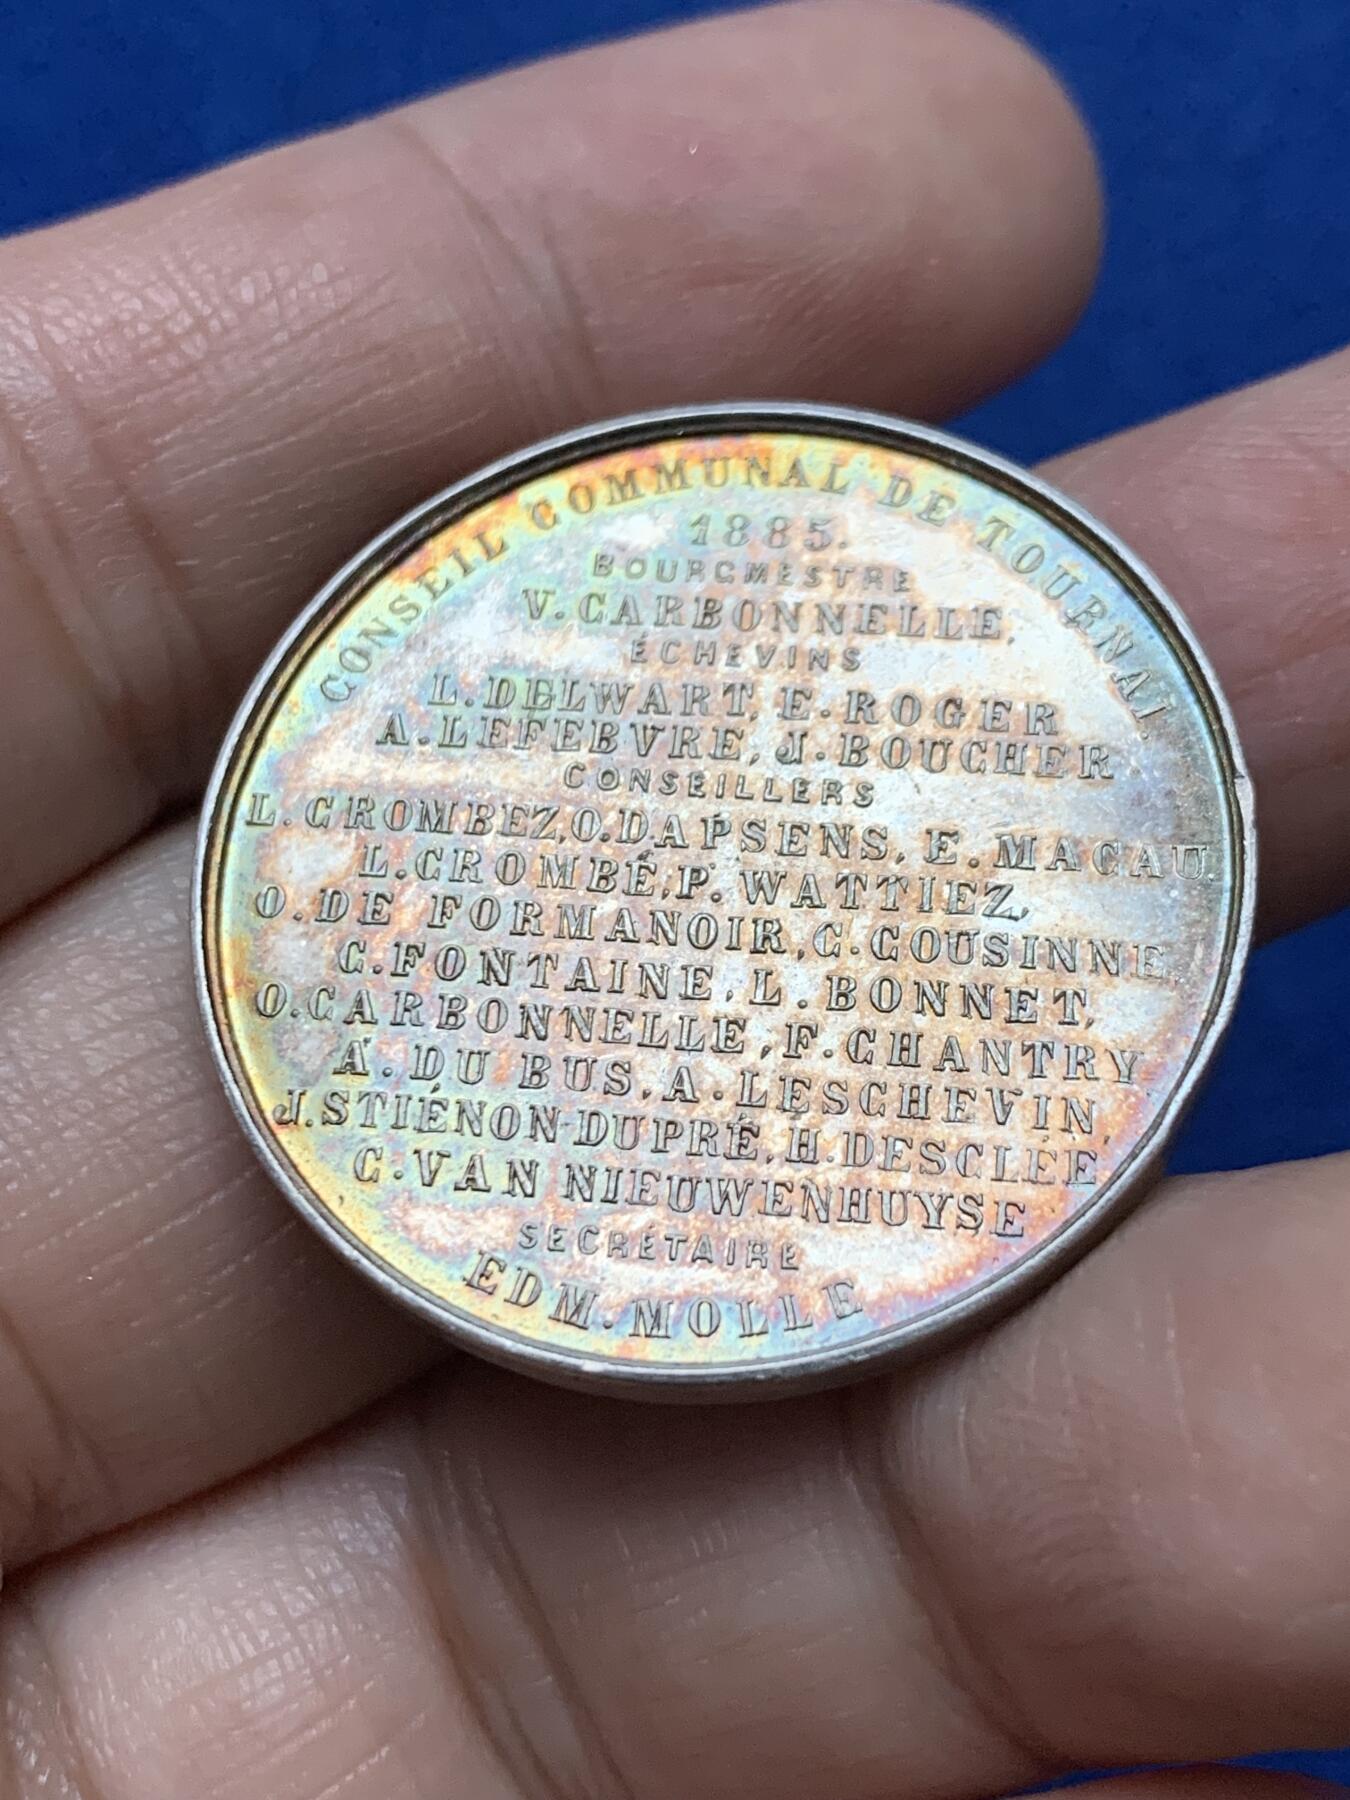 CONSEIL COMMUNAL DE TOURNAI.
1885.
BOURGMESTRE
V. CARBONNELLE,
ÉCHEVINS
L. DELWART, E. ROGER
A. LEFEBVRE, J. BOUCHER
CONSEILLERS
L. CROMBEZ, O. DAPSENS, E. MACAU.
L. CROMBÉ, P. WATTIEZ,
O. DE FORMANOIR, C. COUSINNE
C. FONTAINE, L. BONNET,
O. CARBONNELLE, F. CHANTRY
A. DU BUS, A. LESCHEVIN,
J. STIÉNON-DUPRÉ, H. DESCLÉE
C. VAN NIEUWENHUYSE
SECRÉTAIRE
EDM. MOLLE